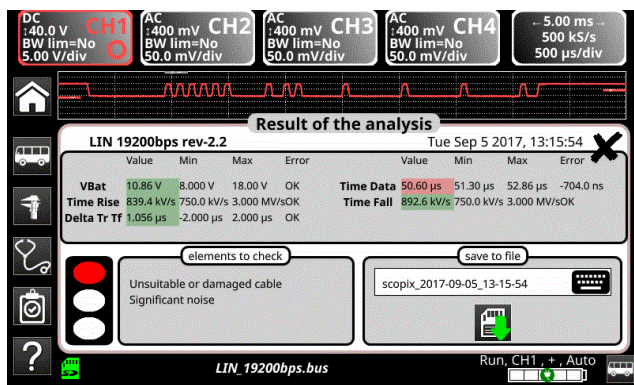 DC
↕40.0 V CH1
BW lim=No
5.00 V/div
AC
↕400 mV CH2
BW lim=No
50.0 mV/div
AC
↕400 mV CH3
BW lim=No
50.0 mV/div
AC
↕400 mV CH4
BW lim=No
50.0 mV/div
←5.00 ms→
500 kS/s
500 µs/div
Result of the analysis
LIN 19200bps rev-2.2 Tue Sep 5 2017, 13:15:54
Value Min Max Error Value Min Max Error
VBat 10.86 V 8.000 V 18.00 V OK Time Data 50.60 µs 51.30 µs 52.86 µs -704.0 ns
Time Rise 839.4 kV/s 750.0 kV/s 3.000 MV/sOK Time Fall 892.6 kV/s 750.0 kV/s 3.000 MV/sOK
Delta Tr Tf 1.056 µs -2.000 µs 2.000 µs OK
elements to check
Unsuitable or damaged cable
Significant noise
save to file
scopix_2017-09-05_13-15-54
?
LIN_19200bps.bus
Run, CH1 , + , Auto